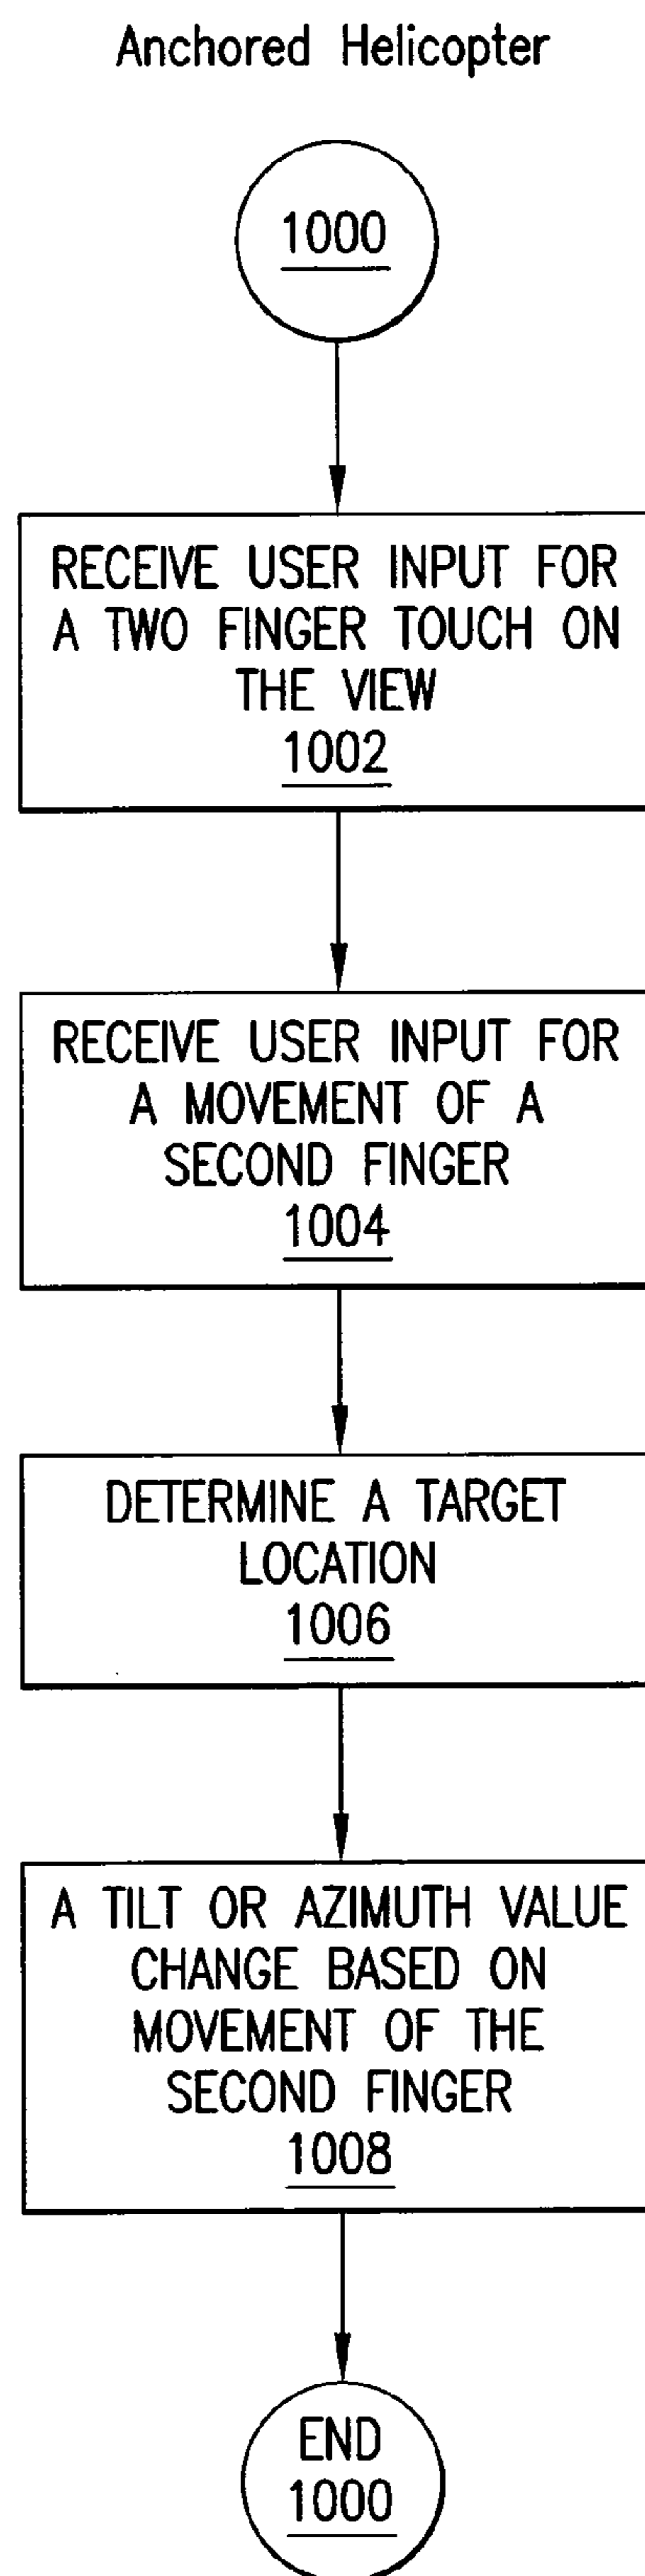 Anchored Helicopter
1000
RECEIVE USER INPUT FOR
A TWO FINGER TOUCH ON
THE VIEW
1002
RECEIVE USER INPUT FOR
A MOVEMENT OF A
SECOND FINGER
1004
DETERMINE A TARGET
LOCATION
1006
A TILT OR AZIMUTH VALUE
CHANGE BASED ON
MOVEMENT OF THE
SECOND FINGER
1008
END
1000